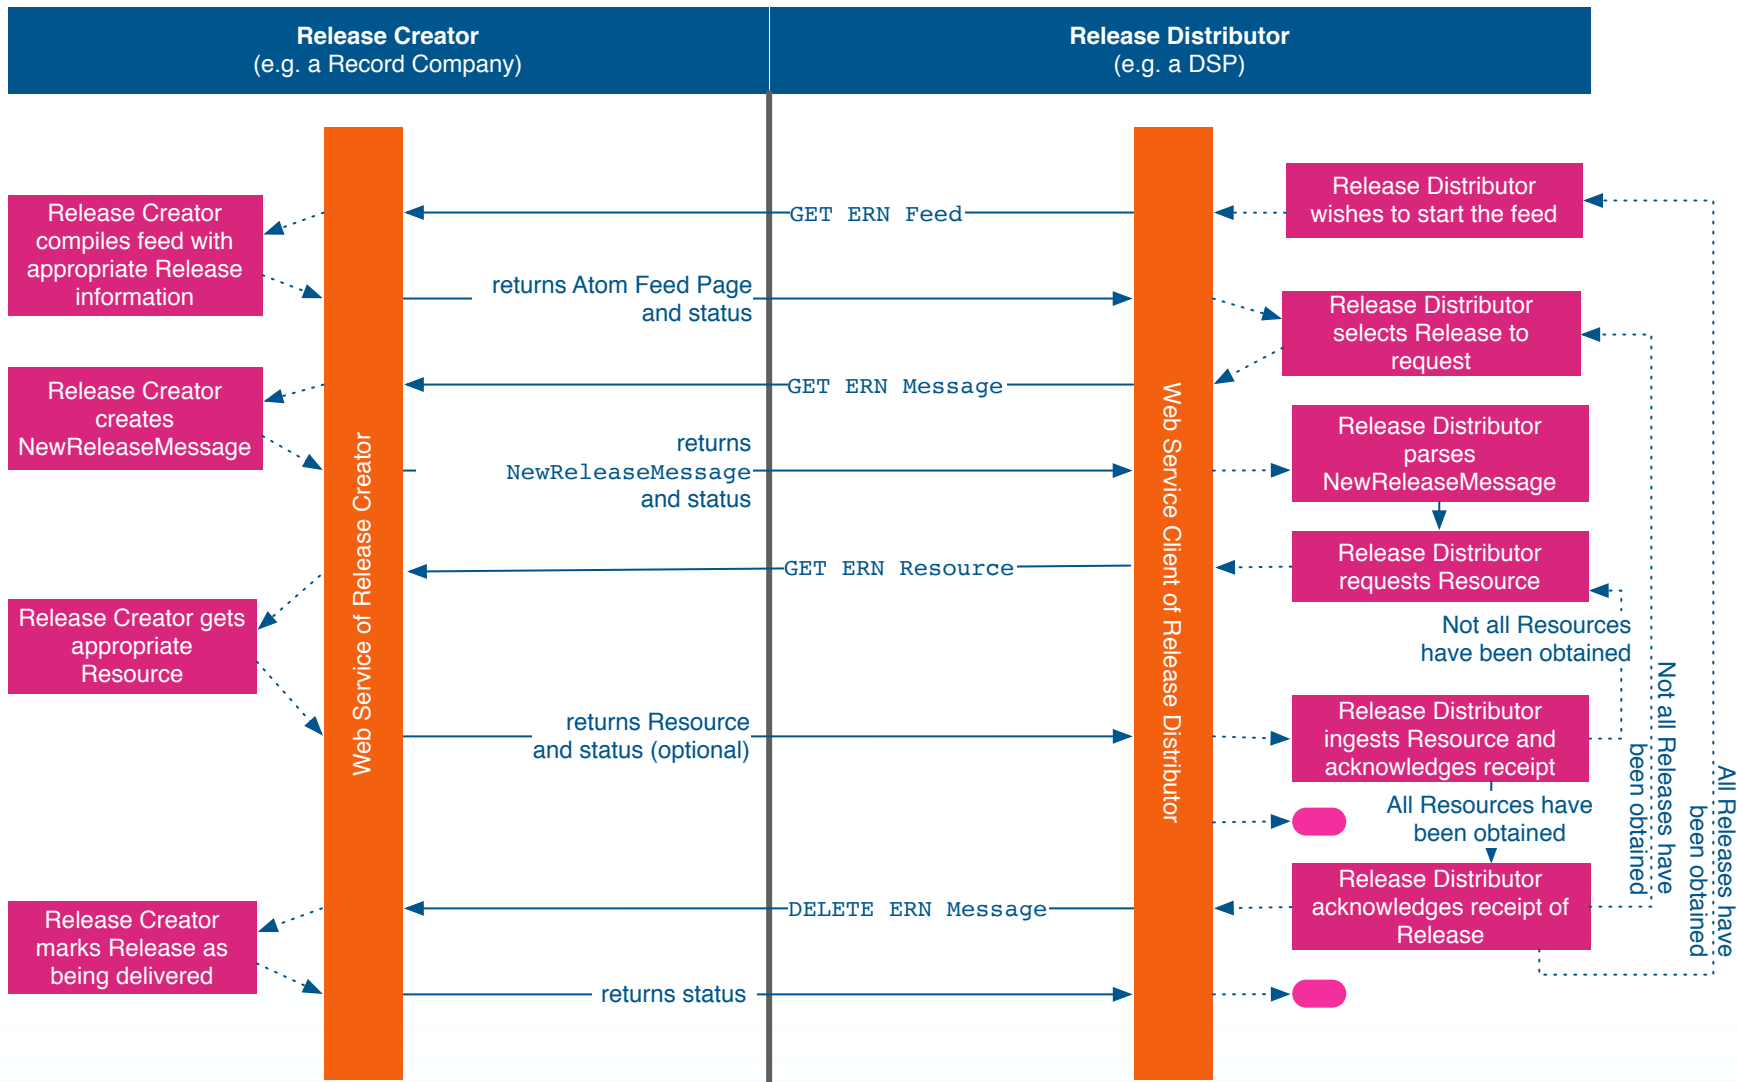 Release Creator
(e.g. a Record Company)
Release Distributor
(e.g. a DSP)
Release Distributor
wishes to start the feed
GET ERN Feed
Release Creator
compiles feed with
appropriate Release
information
returns Atom Feed Page
and status
Release Distributor
selects Release to
request
GET ERN Message
Release Creator
creates
NewReleaseMessage
returns
NewReleaseMessage
and status
Release Distributor
parses
NewReleaseMessage
Release Distributor
requests Resource
GET ERN Resource
Release Creator gets
appropriate
Resource
Web Service of Release Creator
Web Service Client of Release Distributor
Not all Resources
have been obtained
returns Resource
and status (optional)
Release Distributor
ingests Resource and
acknowledges receipt
All Resources have
been obtained
Not all Releases have
been obtained
All Releases have
been obtained
Release Distributor
acknowledges receipt of
Release
DELETE ERN Message
Release Creator
marks Release as
being delivered
returns status